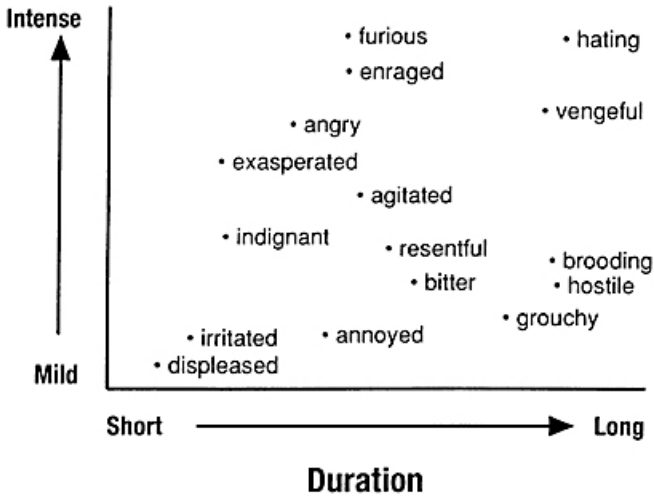 Intense
• furious
• hating
• enraged
• vengeful
• angry
• exasperated
• agitated
• indignant
• resentful
• brooding
• bitter
• hostile
• grouchy
• irritated
• annoyed
• displeased
Mild
Short
Long
Duration